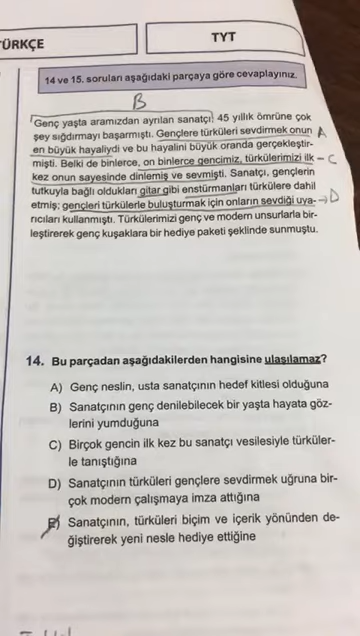 TÜRKÇE
TYT
14 ve 15. soruları aşağıdaki parçaya göre cevaplayınız.
B
Genç yaşta aramızdan ayrılan sanatçı; 45 yıllık ömrüne çok
şey sığdırmayı başarmıştı. Gençlere türküleri sevdirmek onun A
en büyük hayaliydi ve bu hayalini büyük oranda gerçekleştir-
mişti. Belki de binlerce, on binlerce gencimiz, türkülerimizi ilk – C
kez onun sayesinde dinlemiş ve sevmişti. Sanatçı, gençlerin
tutkuyla bağlı oldukları gitar gibi enstürmanları türkülere dahil
etmiş; gençleri türkülerle buluşturmak için onların sevdiği uya- → D
rıcıları kullanmıştı. Türkülerimizi genç ve modern unsurlarla bir-
leştirerek genç kuşaklara bir hediye paketi şeklinde sunmuştu.
14. Bu parçadan aşağıdakilerden hangisine ulaşılamaz?
A) Genç neslin, usta sanatçının hedef kitlesi olduğuna
B) Sanatçının genç denilebilecek bir yaşta hayata göz-
lerini yumduğuna
C) Birçok gencin ilk kez bu sanatçı vesilesiyle türküler-
le tanıştığına
D) Sanatçının türküleri gençlere sevdirmek uğruna bir-
çok modern çalışmaya imza attığına
E) Sanatçının, türküleri biçim ve içerik yönünden de-
ğiştirerek yeni nesle hediye ettiğine